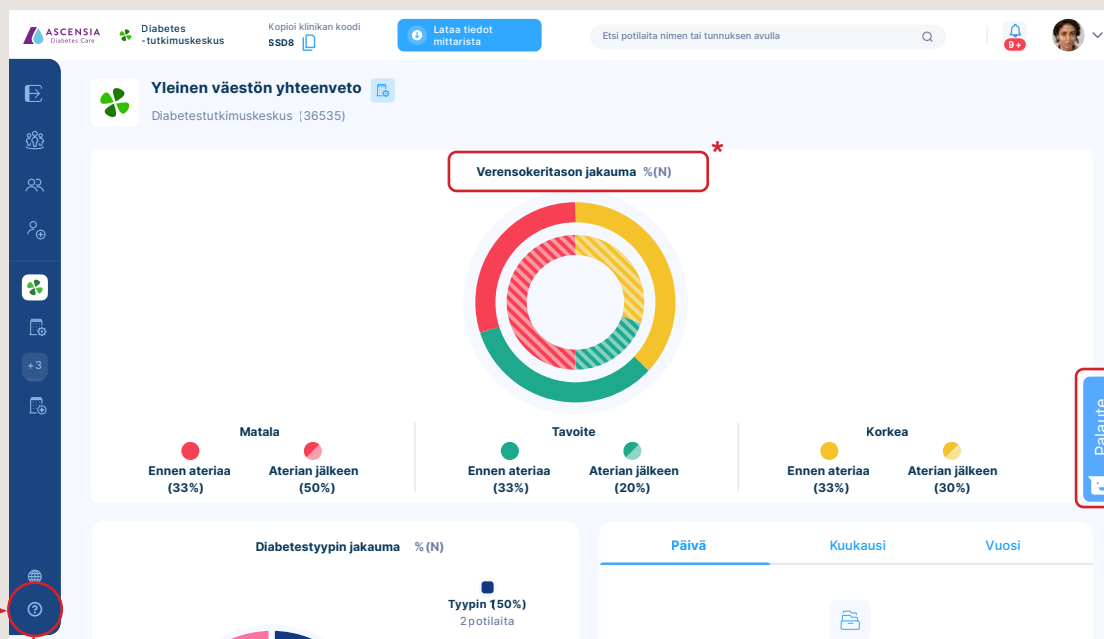 ASCENSIA
Diabetes Care
Diabetes
-tutkimuskeskus
Kopioi klinikan koodi
SSD8
Lataa tiedot
mittarista
Etsi potilaita nimen tai tunnuksen avulla
9+
Yleinen väestön yhteenveto
Diabetestutkimuskeskus (36535)
*
Verensokeritason jakauma %(N)
+3
Matala
Ennen ateriaa
(33%)
Aterian jälkeen
(50%)
Tavoite
Ennen ateriaa
(33%)
Aterian jälkeen
(20%)
Korkea
Ennen ateriaa
(33%)
Aterian jälkeen
(30%)
Palaute
Diabetestyypin jakauma %(N)
Tyypin 1(50%)
2 potilaita
Päivä
Kuukausi
Vuosi